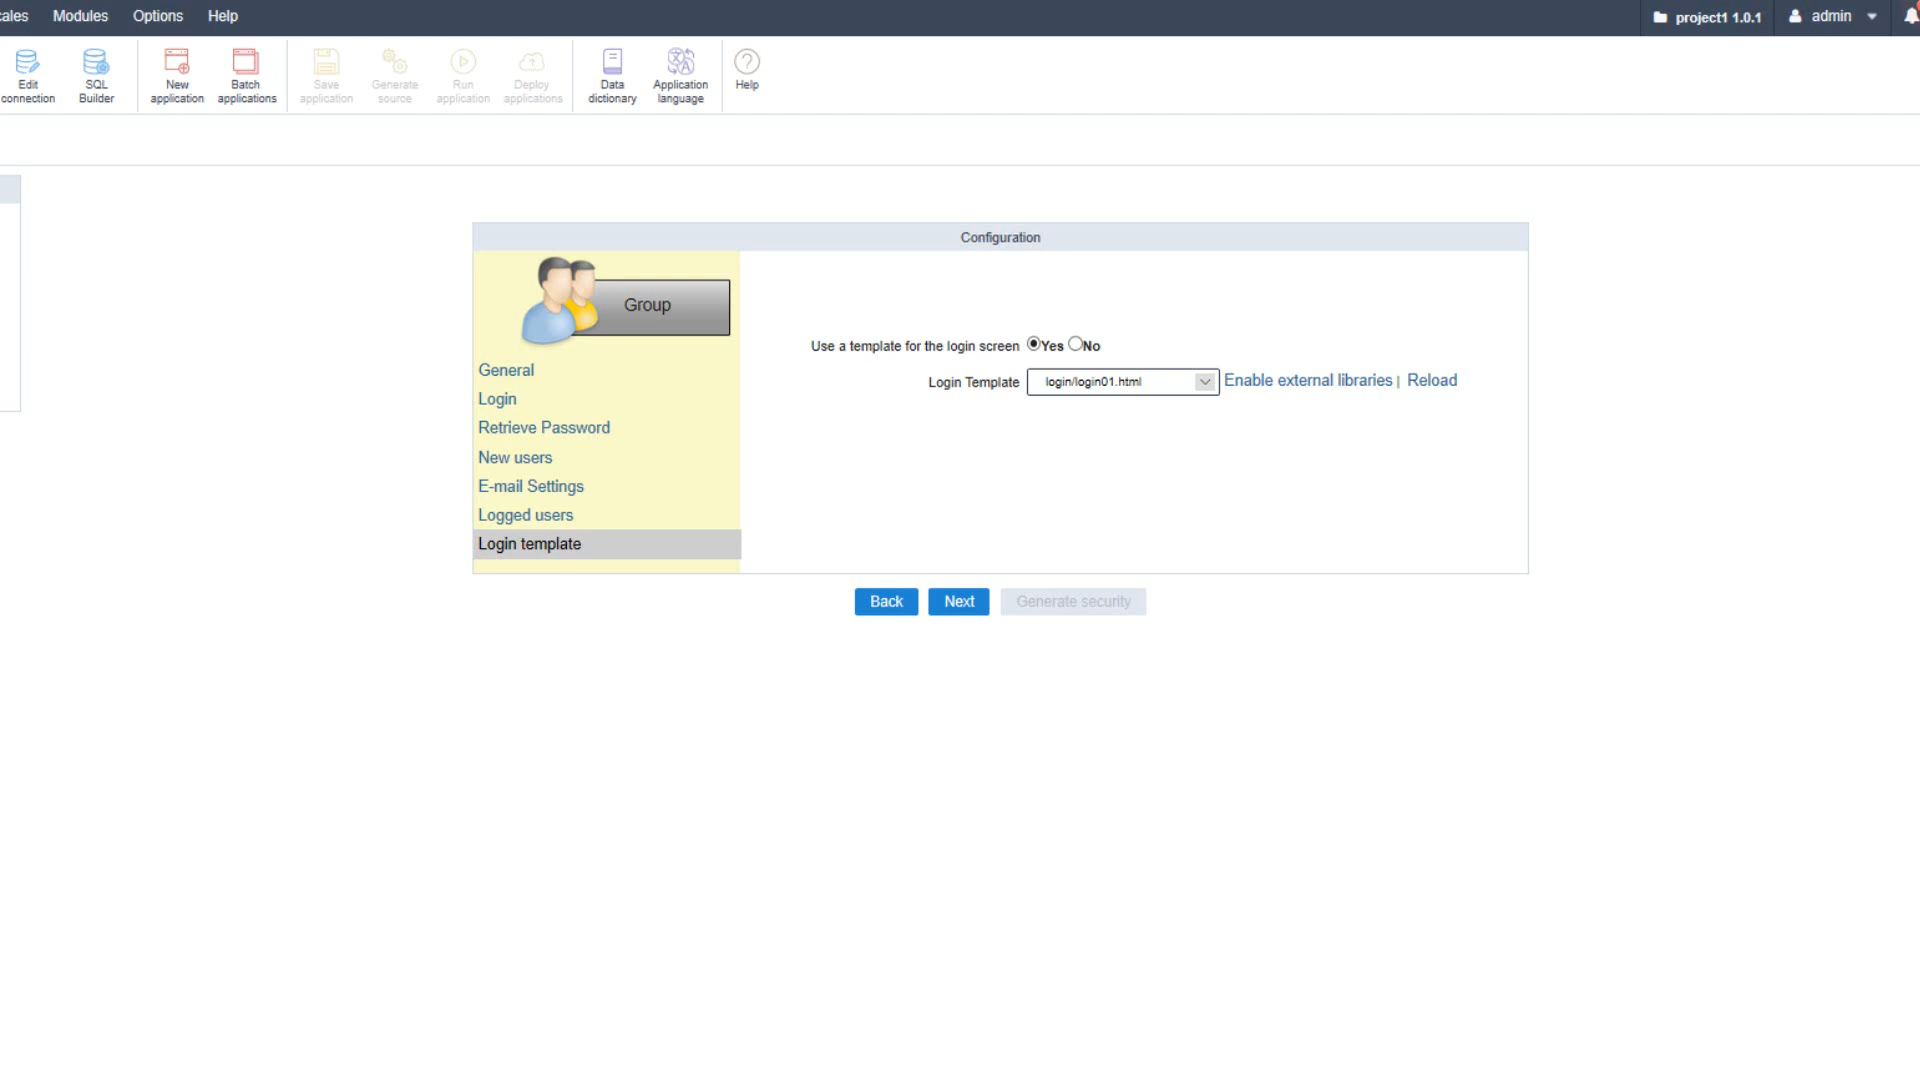 Modules Options Help
project1 1.0.1 admin
Edit connection
SQL Builder
New application
Batch applications
Save application
Generate source
Run application
Deploy applications
Data dictionary
Application language
Help
Configuration
Group
General
Login
Retrieve Password
New users
E-mail Settings
Logged users
Login template
Use a template for the login screen Yes No
Login Template login/login01.html Enable external libraries | Reload
Back Next Generate security